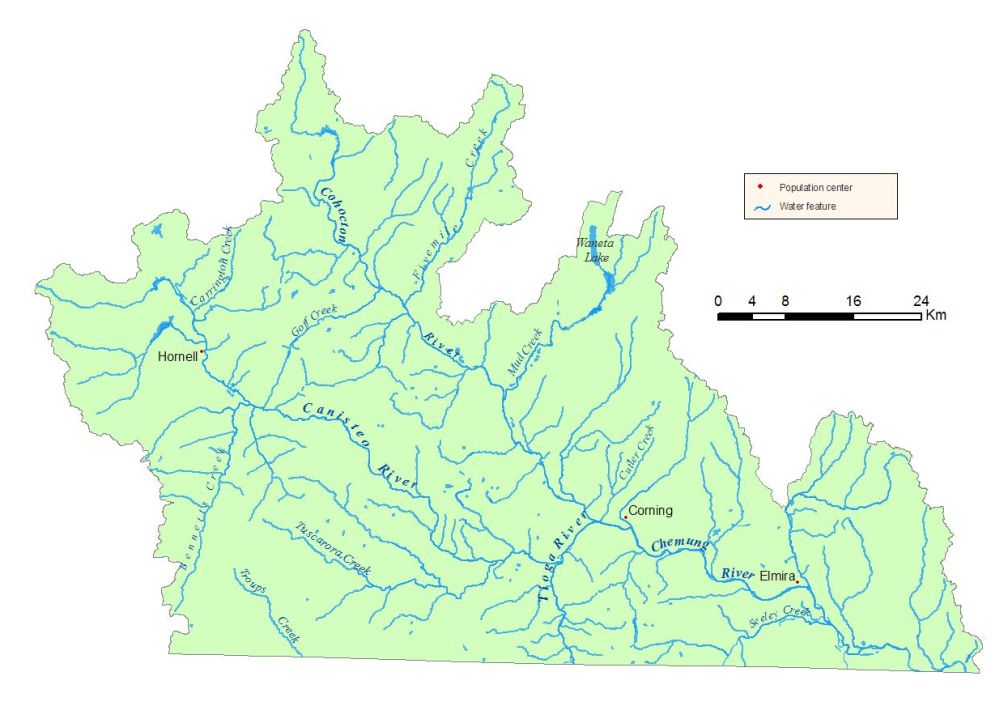 Creek
Fivemile
Cohocton
River
Waneta
Lake
Carrington Creek
Goff Creek
Mud Creek
Hornell
Canisteo
River
Bennetts Creek
Cutler Creek
Corning
Tuscarora Creek
Tioga River
Chemung
River
Elmira
Troups
Creek
Seeley Creek
Population center
Water feature
0 4 8 16 24
Km